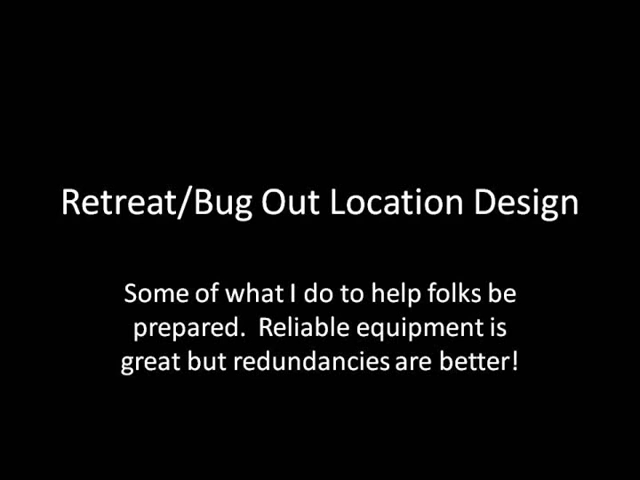 Retreat/Bug Out Location Design
Some of what I do to help folks be
prepared.  Reliable equipment is
great but redundancies are better!